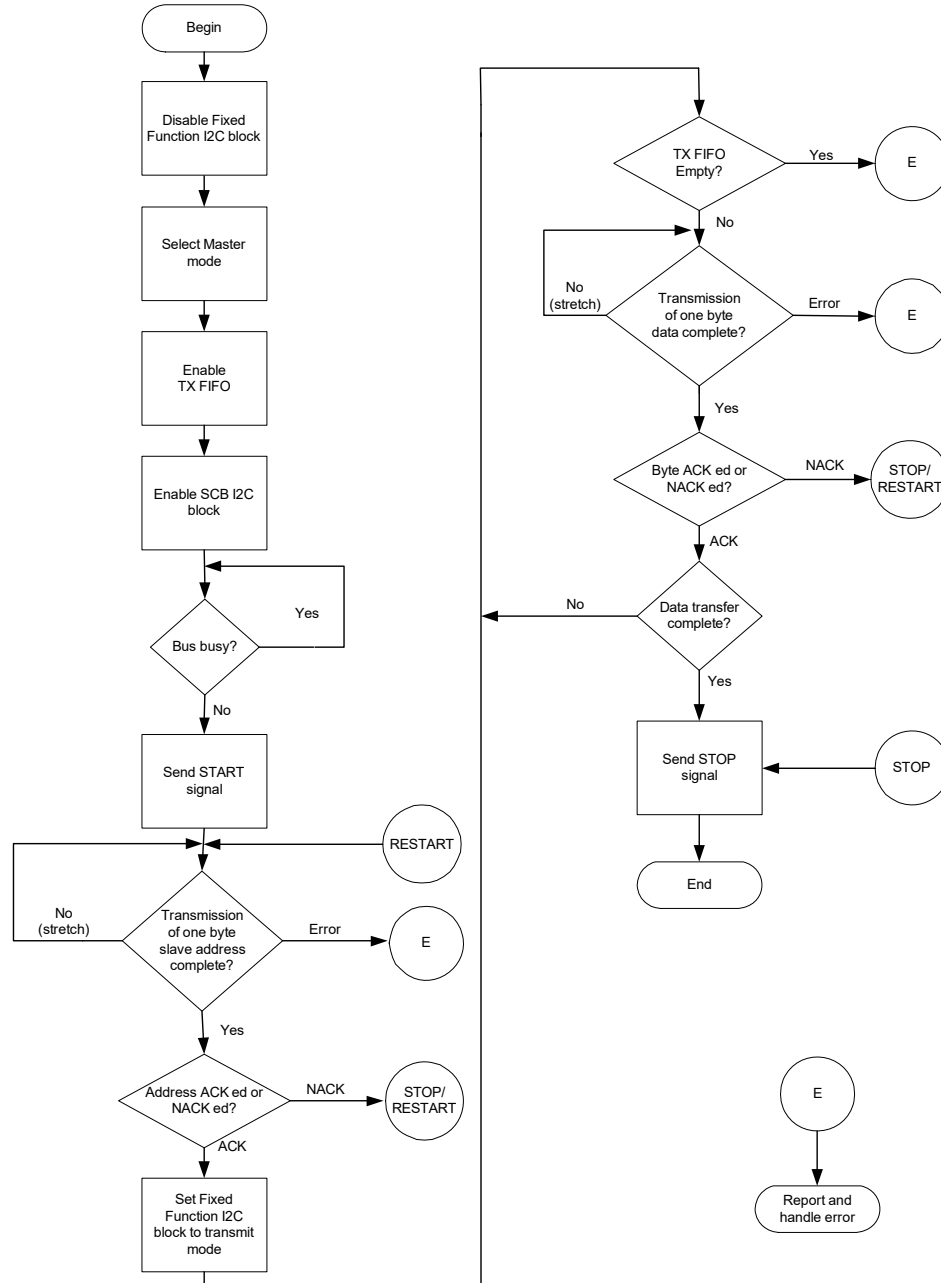 Begin
Disable Fixed
Function I2C block
Select Master
mode
Enable
TX FIFO
Enable SCB I2C
block
Yes
Bus busy?
No
Send START
signal
RESTART
No
(stretch)
Transmission
of one byte
slave address
complete?
Error
E
Yes
Address ACK ed or
NACK ed?
NACK
STOP/
RESTART
ACK
Set Fixed
Function I2C
block to transmit
mode
TX FIFO
Empty?
Yes
E
No
No
(stretch)
Transmission
of one byte
data complete?
Error
E
Yes
Byte ACK ed or
NACK ed?
NACK
STOP/
RESTART
ACK
No
Data transfer
complete?
Yes
Send STOP
signal
STOP
End
E
Report and
handle error